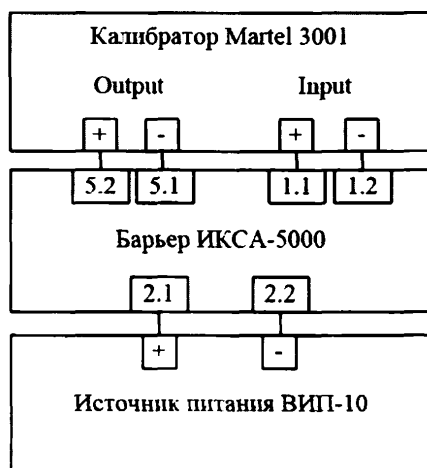 Калибратор Martel 3001
Output Input
+ - + -
5.2 5.1 1.1 1.2
Барьер ИКСА-5000
2.1 2.2
+ -
Источник питания ВИП-10